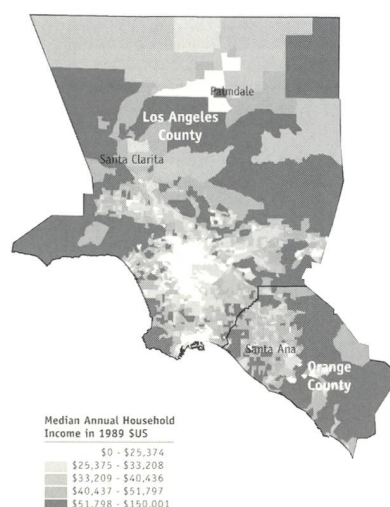 Palmdale
Los Angeles
County
Santa Clarita
Santa Ana
Orange
County
Median Annual Household
Income in 1989 $US
$0 - $25,374
$25,375 - $33,208
$33,209 - $40,436
$40,437 - $51,797
$51,798 - $150,001